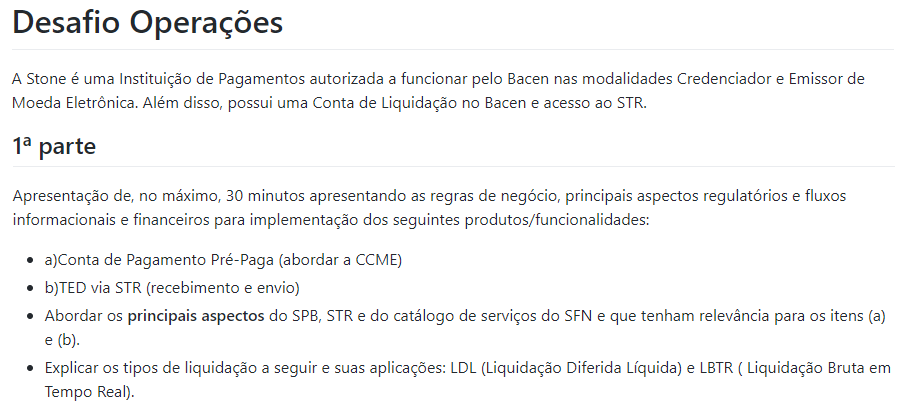 Desafio Operações
A Stone é uma Instituição de Pagamentos autorizada a funcionar pelo Bacen nas modalidades Credenciador e Emissor de
Moeda Eletrônica. Além disso, possui uma Conta de Liquidação no Bacen e acesso ao STR.
1ª parte
Apresentação de, no máximo, 30 minutos apresentando as regras de negócio, principais aspectos regulatórios e fluxos
informacionais e financeiros para implementação dos seguintes produtos/funcionalidades:
• a)Conta de Pagamento Pré-Paga (abordar a CCME)
• b)TED via STR (recebimento e envio)
• Abordar os principais aspectos do SPB, STR e do catálogo de serviços do SFN e que tenham relevância para os itens (a)
e (b).
• Explicar os tipos de liquidação a seguir e suas aplicações: LDL (Liquidação Diferida Líquida) e LBTR ( Liquidação Bruta em
Tempo Real).